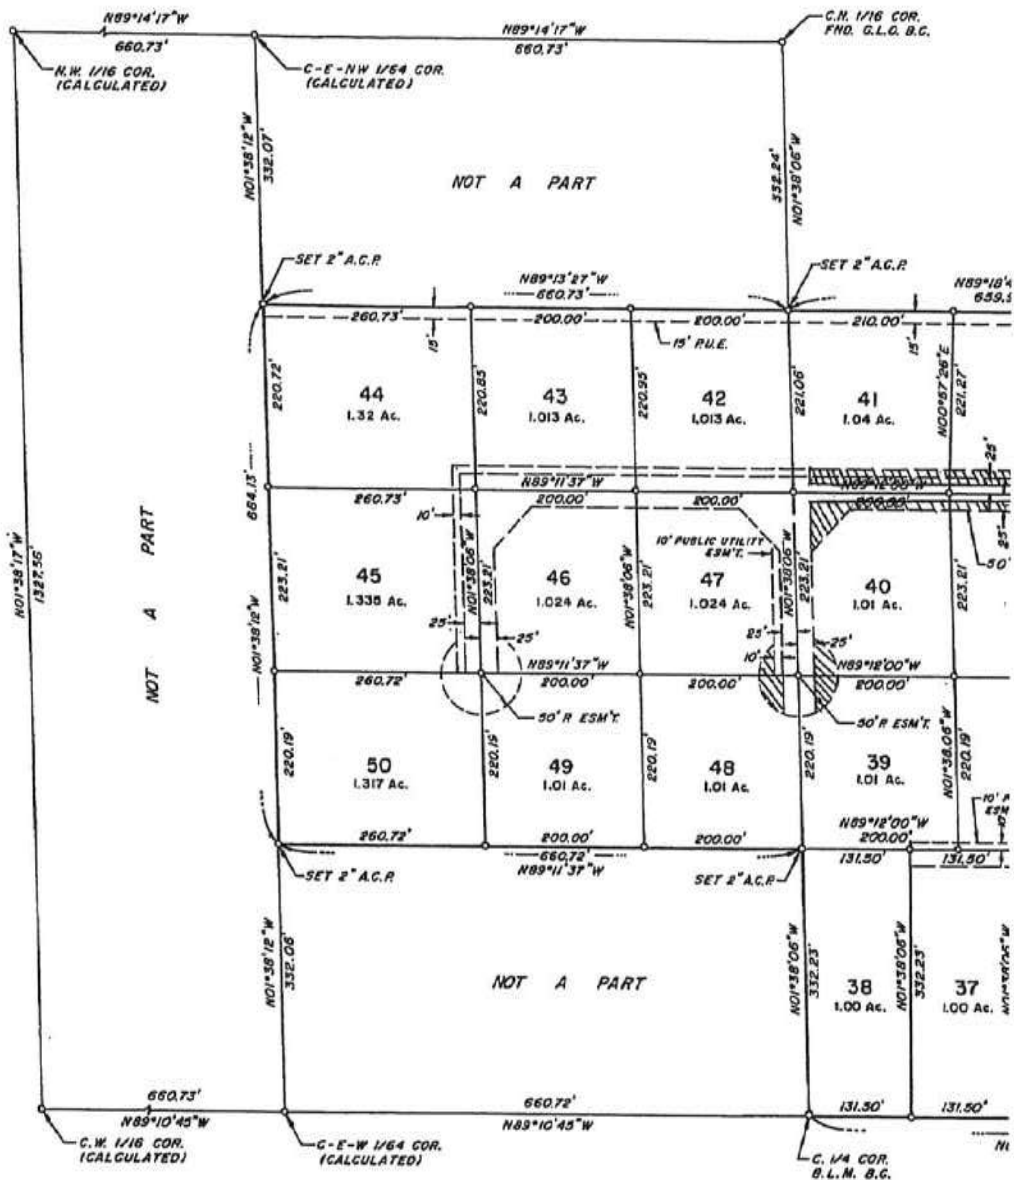 N89°14'17"W
660.73'
N.W. 1/16 COR.
(CALCULATED)
C-E-NW 1/64 COR.
(CALCULATED)
N89°14'17"W
660.73'
C.N. 1/16 COR.
FND. G.L.O. B.C.
N01°38'12"W
332.07'
NOT A PART
332.24'
N01°38'06"W
SET 2" A.C.P.
N89°13'27"W
660.73'
SET 2" A.C.P.
260.73'
200.00'
200.00'
210.00'
15'
15' P.U.E.
15'
220.72'
44
1.32 Ac.
220.85'
43
1.013 Ac.
220.95'
42
1.013 Ac.
221.06'
41
1.04 Ac.
N00°57'26"E
221.27'
25'
N89°11'37"W
N89°12'00"W
260.73'
200.00'
200.00'
200.00'
10'
25'
50'
10' PUBLIC UTILITY
ESM'T.
664.13'
N01°38'12"W
N01°38'17"W
1327.56'
NOT A PART
223.21'
45
1.335 Ac.
N01°38'06"W
223.21'
46
1.024 Ac.
N01°38'06"W
223.21'
47
1.024 Ac.
N01°38'06"W
223.21'
40
1.01 Ac.
223.21'
25'
25'
25'
25'
10'
N89°11'37"W
N89°12'00"W
260.72'
200.00'
200.00'
200.00'
50' R ESM'T.
50' R ESM'T.
220.19'
50
1.317 Ac.
220.19'
49
1.01 Ac.
220.19'
48
1.01 Ac.
220.19'
39
1.01 Ac.
N01°38.06"W
220.19'
10'
ESM
N89°12'00"W
200.00'
260.72'
200.00'
200.00'
660.72'
N89°11'37"W
131.50'
131.50'
SET 2" A.C.P.
SET 2" A.C.P.
N01°38'12"W
332.06'
NOT A PART
N01°38'06"W
332.23'
38
1.00 Ac.
N01°38'06"W
332.23'
37
1.00 Ac.
660.73'
N89°10'45"W
660.72'
N89°10'45"W
131.50'
131.50'
C.W. 1/16 COR.
(CALCULATED)
C-E-W 1/64 COR.
(CALCULATED)
C. 1/4 COR.
B.L.M. B.C.